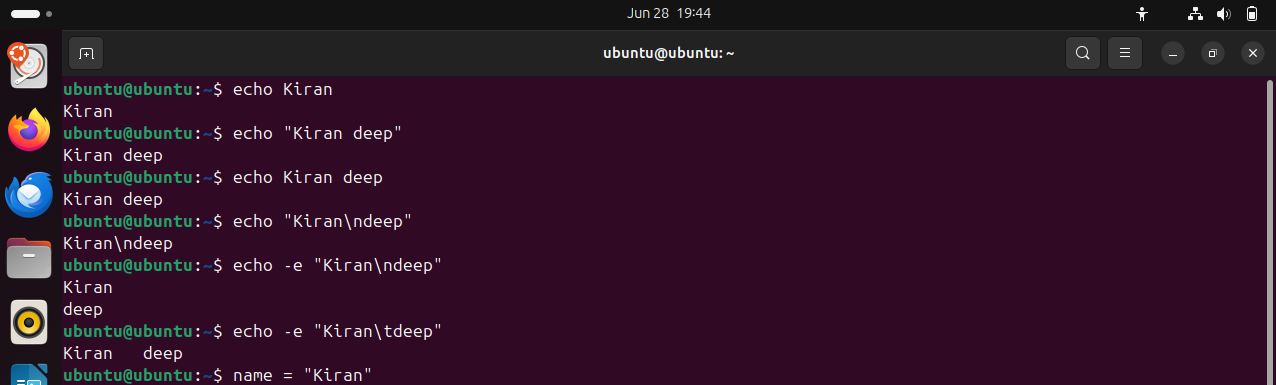 Jun 28 19:44
ubuntu@ubuntu: ~
ubuntu@ubuntu:~$ echo Kiran
Kiran
ubuntu@ubuntu:~$ echo "Kiran deep"
Kiran deep
ubuntu@ubuntu:~$ echo Kiran deep
Kiran deep
ubuntu@ubuntu:~$ echo "Kiran\ndeep"
Kiran\ndeep
ubuntu@ubuntu:~$ echo -e "Kiran\ndeep"
Kiran
deep
ubuntu@ubuntu:~$ echo -e "Kiran\tdeep"
Kiran	deep
ubuntu@ubuntu:~$ name = "Kiran"